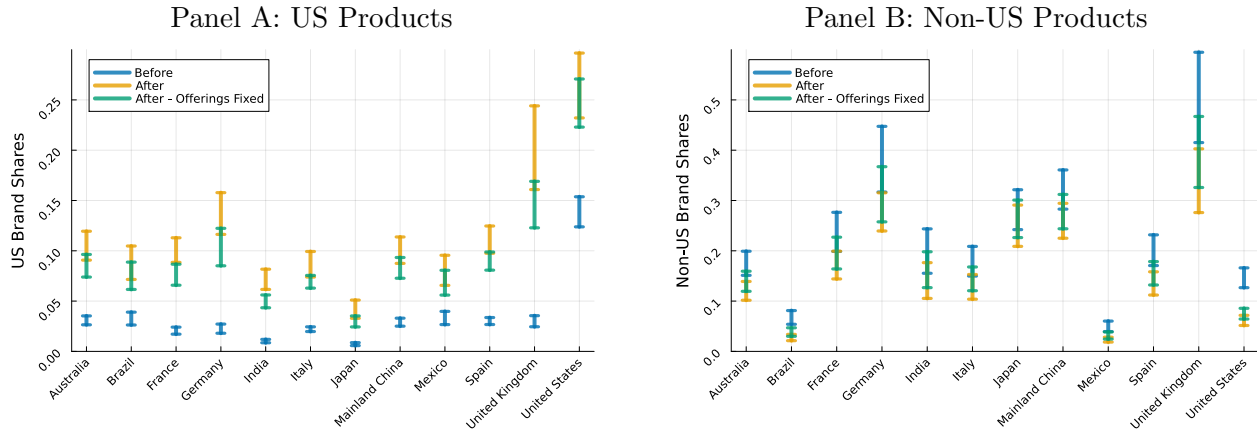 Panel A: US Products
US Brand Shares
0.25
0.20
0.15
0.10
0.05
0.00
Before
After
After - Offerings Fixed
Australia
Brazil
France
Germany
India
Italy
Japan
Mainland China
Mexico
Spain
United Kingdom
United States
Panel B: Non-US Products
Non-US Brand Shares
0.5
0.4
0.3
0.2
0.1
0.0
Before
After
After - Offerings Fixed
Australia
Brazil
France
Germany
India
Italy
Japan
Mainland China
Mexico
Spain
United Kingdom
United States